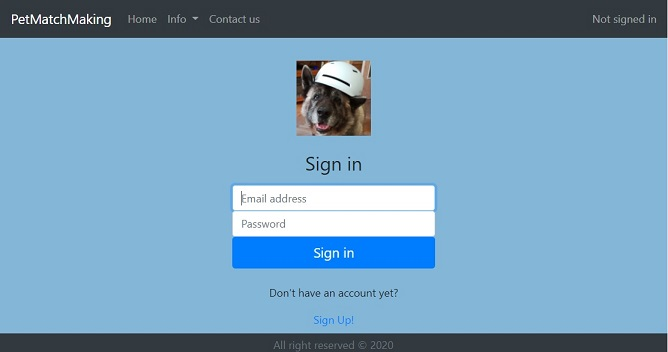 PetMatchMaking Home Info Contact us Not signed in
Sign in
Email address
Password
Sign in
Don't have an account yet?
Sign Up!
All right reserved © 2020